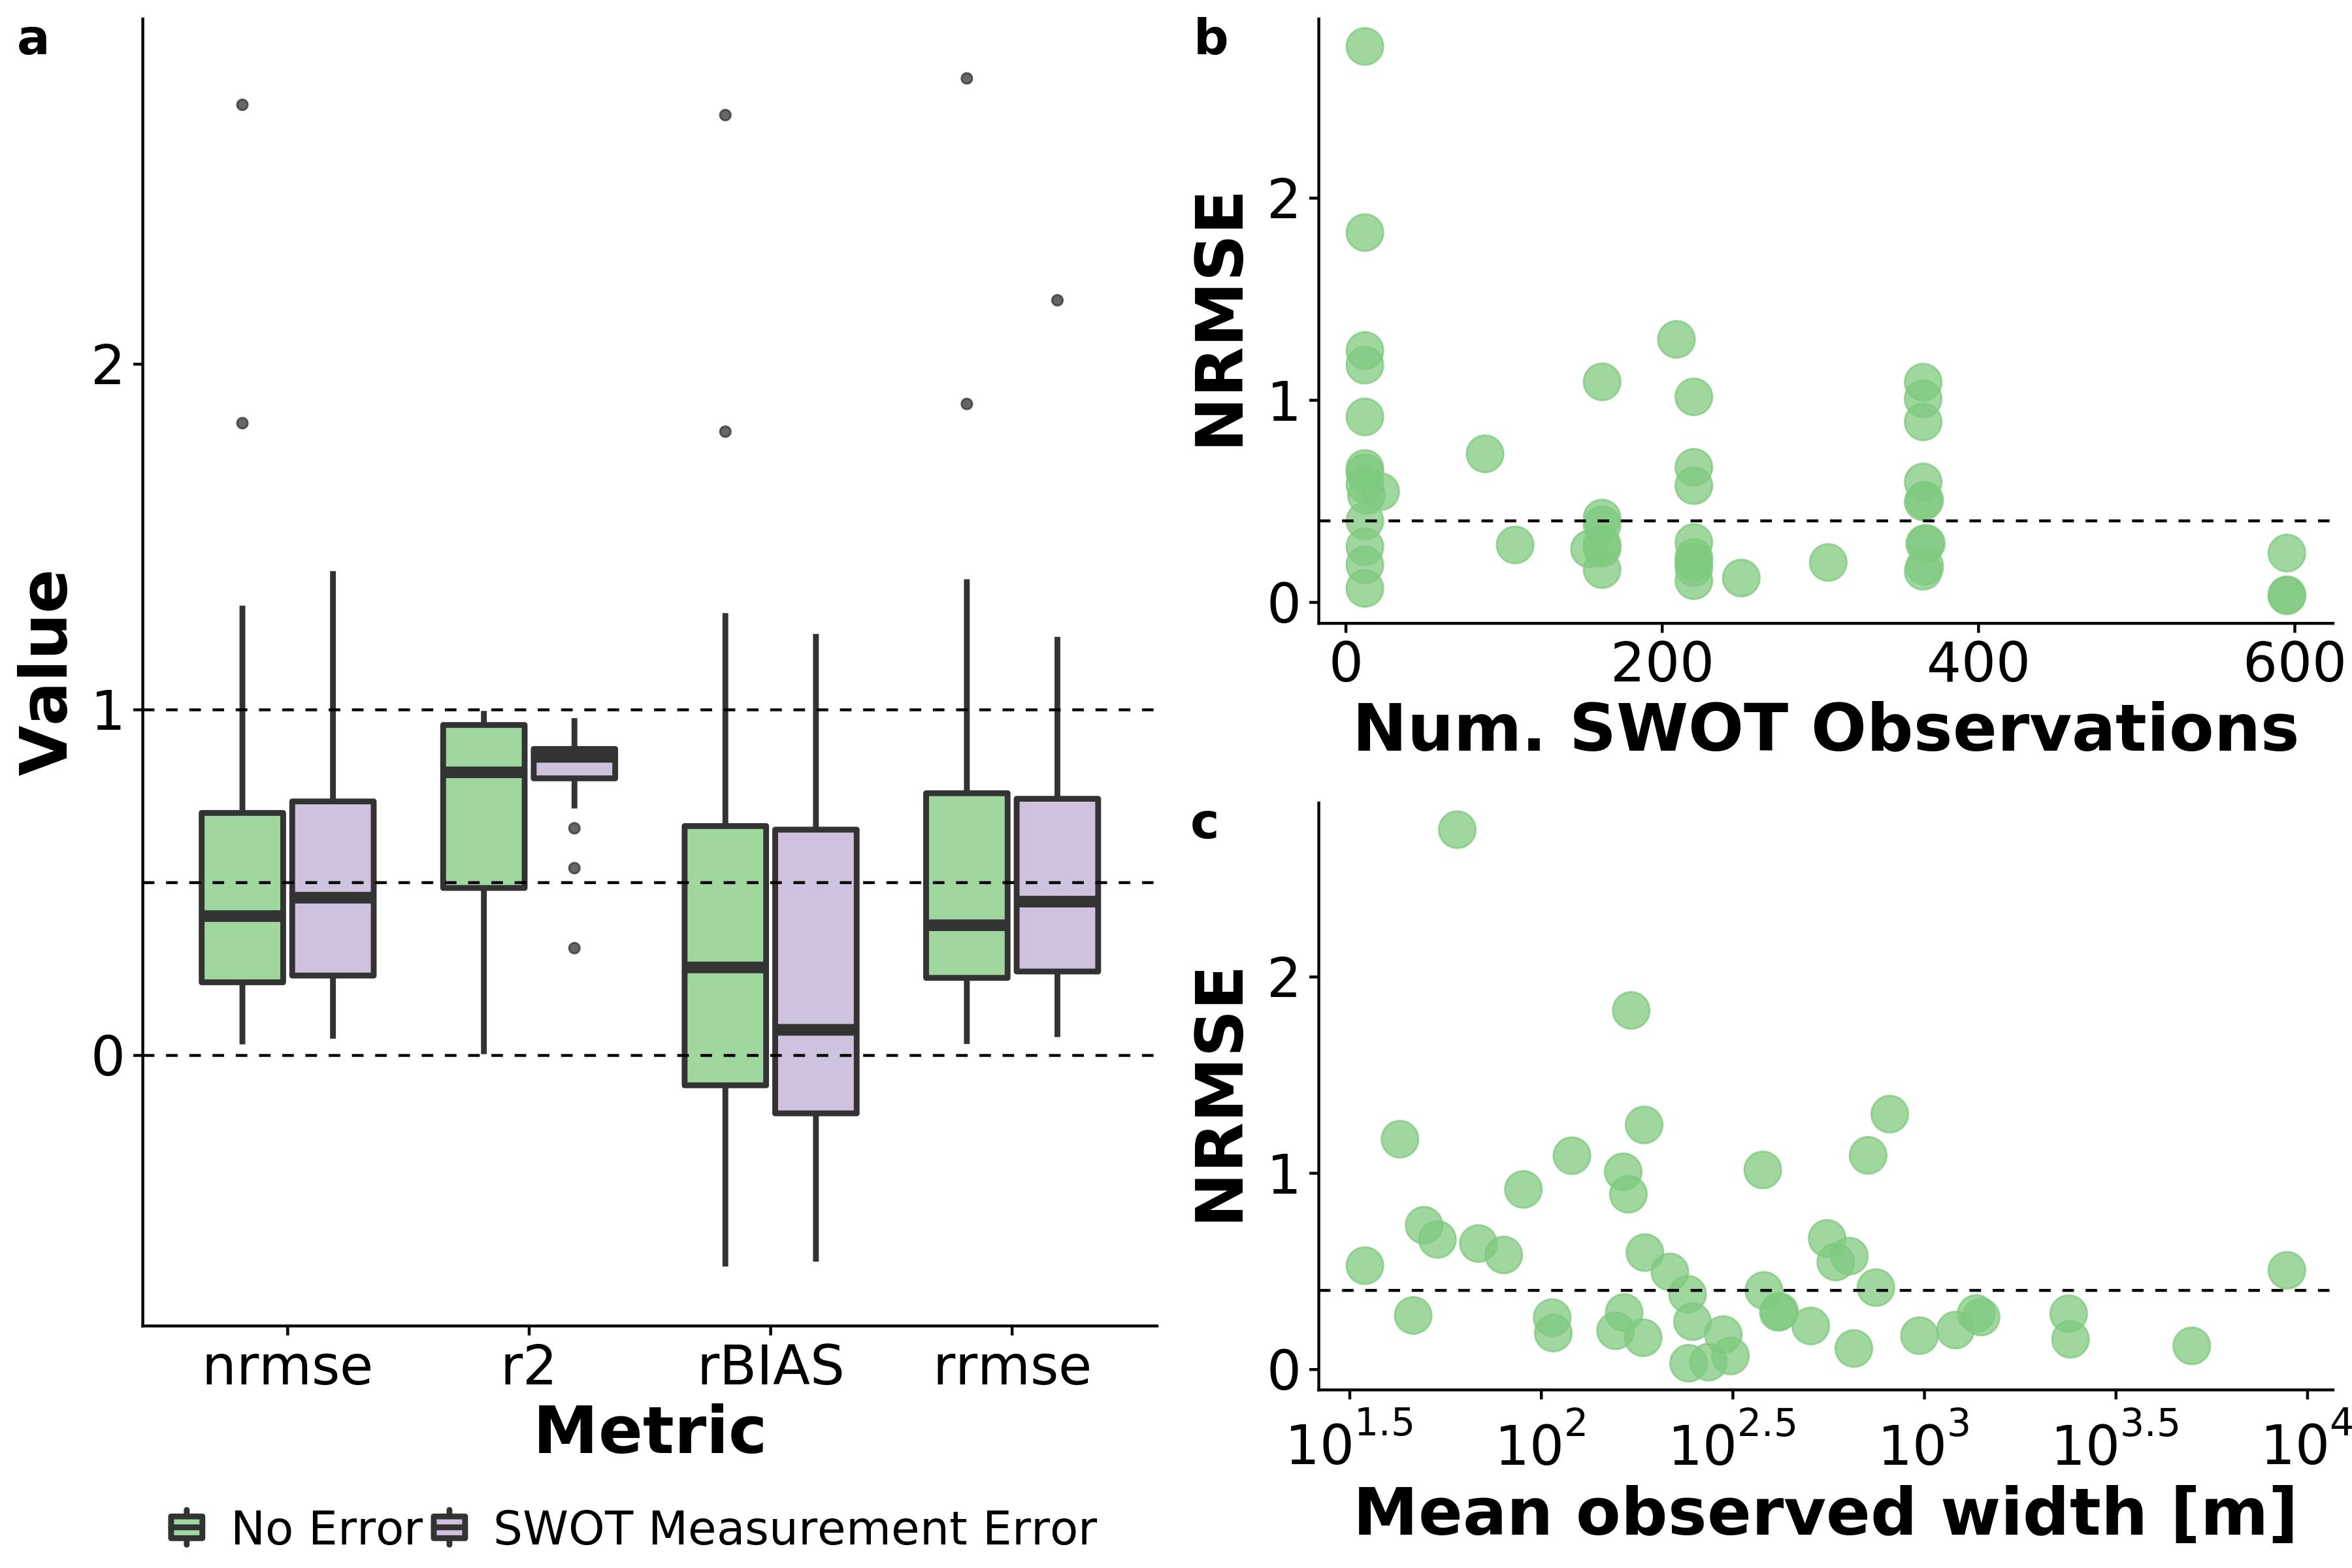 a
Value
2
1
0
nrmse
r2
rBIAS
rrmse
Metric
No Error
SWOT Measurement Error
b
NRMSE
2
1
0
0
200
400
600
Num. SWOT Observations
c
NRMSE
2
1
0
10^1.5
10^2
10^2.5
10^3
10^3.5
10^4
Mean observed width [m]